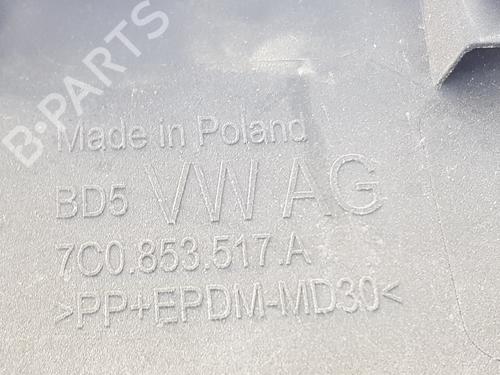 B-PARTS
Made in Poland
BD5 VW AG
7C0.853.517.A
>PP+EPDM-MD30<